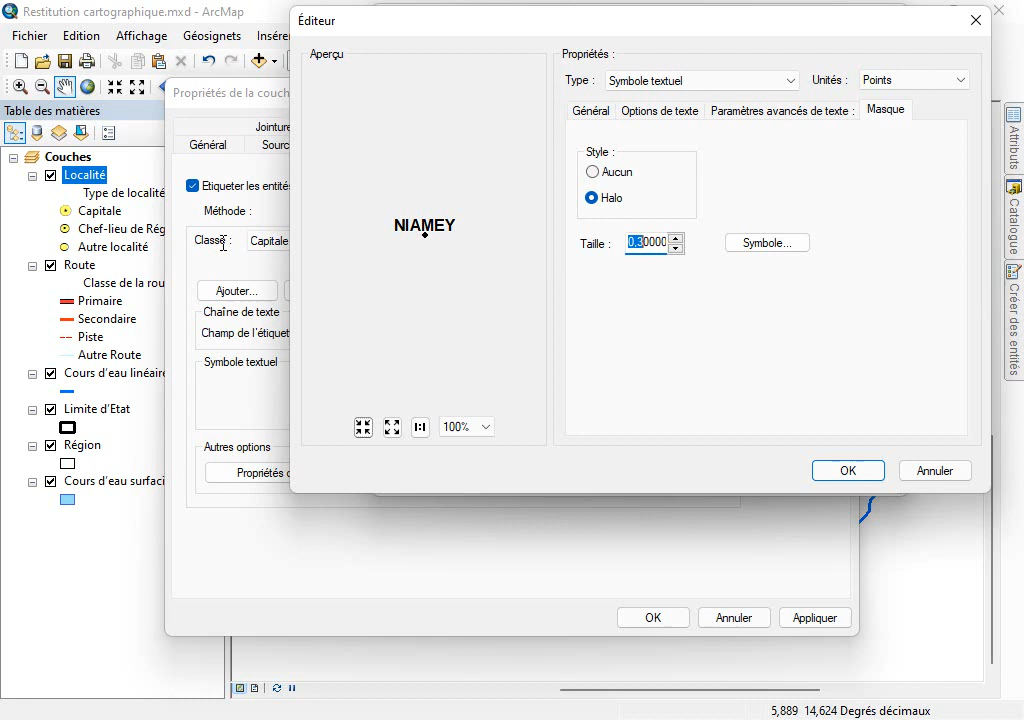 Restitution cartographique.mxd - ArcMap
Fichier Edition Affichage Géosignets Insére
Table des matières
Couches
Localité
Type de localité
Capitale
Chef-lieu de Rég
Autre localité
Route
Classe de la rou
Primaire
Secondaire
Piste
Autre Route
Cours d'eau linéaire
Limite d'Etat
Région
Cours d'eau surfaci
Propriétés de la couch
Jointure
Général Sourc
Etiqueter les entités
Méthode :
Classe : Capitale
Ajouter...
Chaîne de texte
Champ de l'étiquet
Symbole textuel
Autres options
Propriétés d
OK Annuler Appliquer
Éditeur
Aperçu
NIAMEY
1:1 100%
Propriétés :
Type : Symbole textuel Unités : Points
Général Options de texte Paramètres avancés de texte : Masque
Style :
Aucun
Halo
Taille : 0,30000 Symbole...
OK Annuler
Attributs
Catalogue
Créer des entités
5,889 14,624 Degrés décimaux